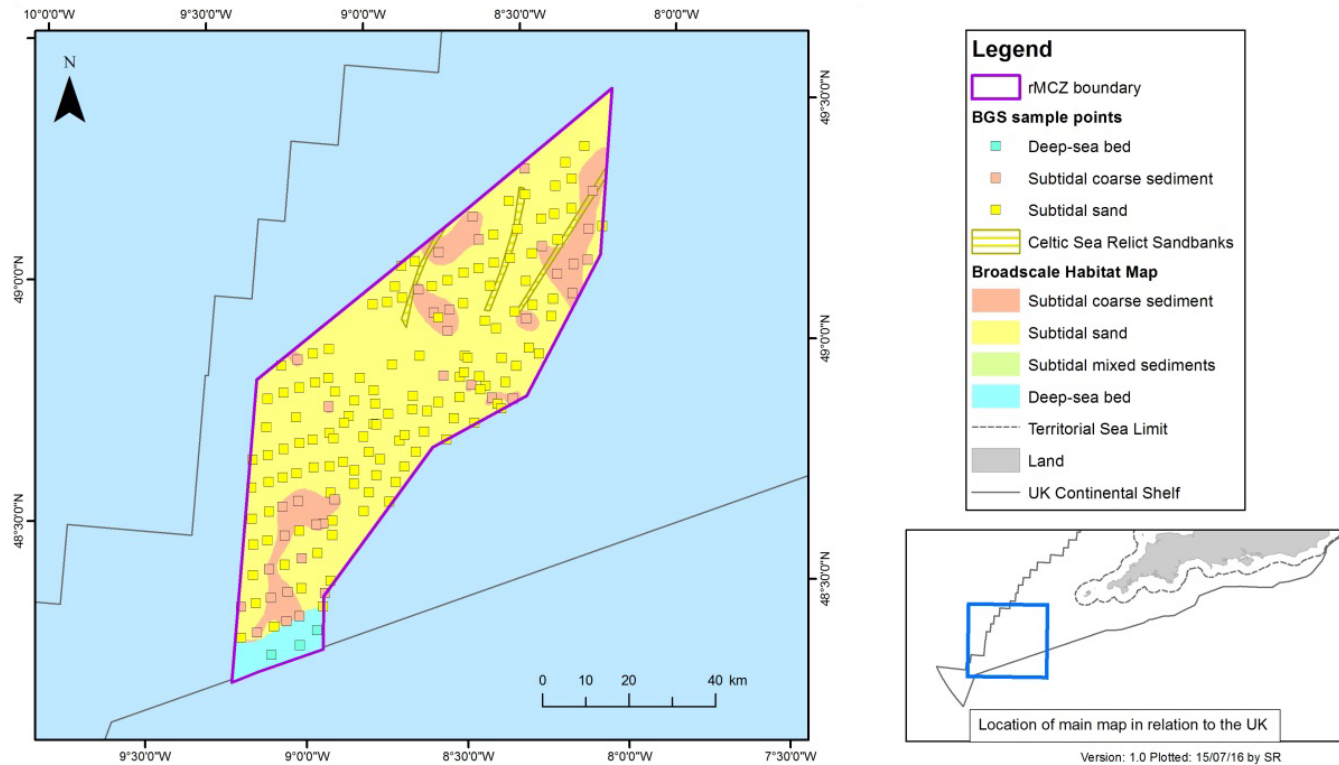 10°0'0"W 9°30'0"W 9°0'0"W 8°30'0"W 8°0'0"W
49°30'0"N
49°0'0"N
49°0'0"N
48°30'0"N
48°30'0"N
N
0 10 20 40 km
9°30'0"W 9°0'0"W 8°30'0"W 8°0'0"W 7°30'0"W
Legend
rMCZ boundary
BGS sample points
Deep-sea bed
Subtidal coarse sediment
Subtidal sand
Celtic Sea Relict Sandbanks
Broadscale Habitat Map
Subtidal coarse sediment
Subtidal sand
Subtidal mixed sediments
Deep-sea bed
Territorial Sea Limit
Land
UK Continental Shelf
Location of main map in relation to the UK
Version: 1.0 Plotted: 15/07/16 by SR